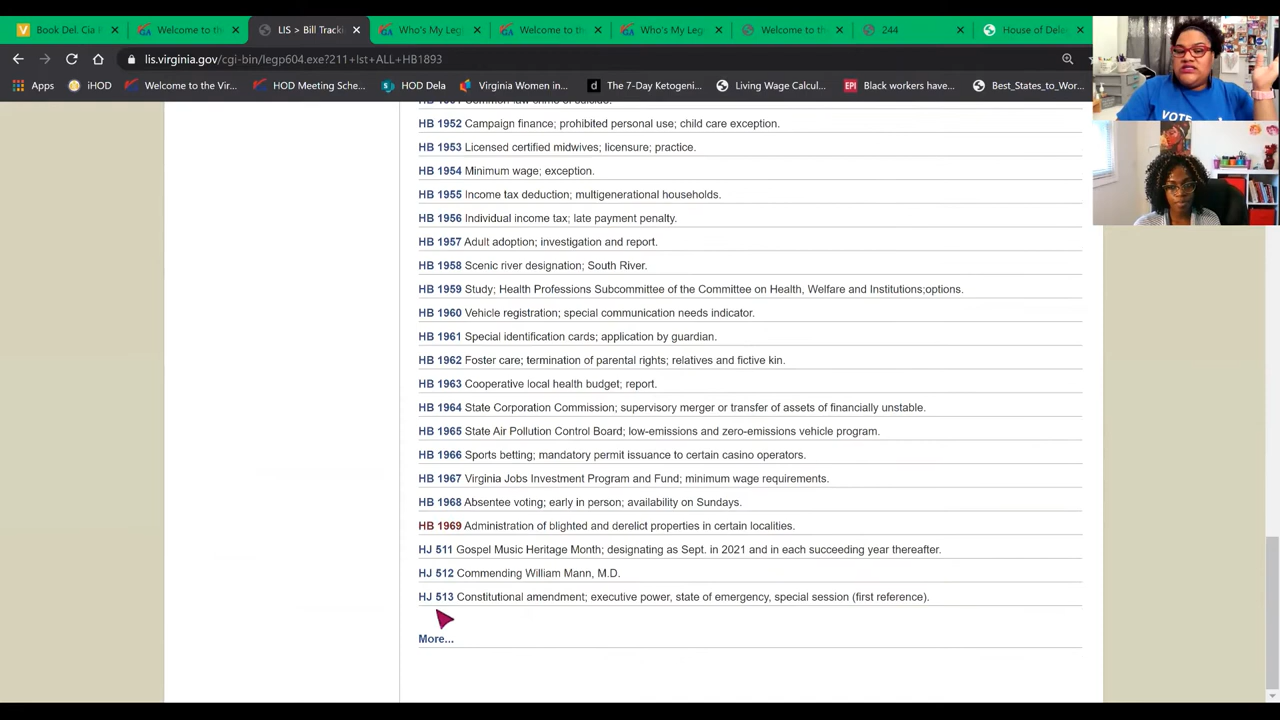 Book Del. Cia
Welcome to the
LIS > Bill Tracki
Who's My Leg
Welcome to th
Who's My Leg
Welcome to th
244
House of Dele
lis.virginia.gov/cgi-bin/legp604.exe?211+lst+ALL+HB1893
Apps
iHOD
Welcome to the Vir...
HOD Meeting Sche...
HOD Dela
Virginia Women in...
The 7-Day Ketogeni...
Living Wage Calcul...
Black workers have...
Best_States_to_Wor...
VOTE
HB 1952 Campaign finance; prohibited personal use; child care exception.
HB 1953 Licensed certified midwives; licensure; practice.
HB 1954 Minimum wage; exception.
HB 1955 Income tax deduction; multigenerational households.
HB 1956 Individual income tax; late payment penalty.
HB 1957 Adult adoption; investigation and report.
HB 1958 Scenic river designation; South River.
HB 1959 Study; Health Professions Subcommittee of the Committee on Health, Welfare and Institutions;options.
HB 1960 Vehicle registration; special communication needs indicator.
HB 1961 Special identification cards; application by guardian.
HB 1962 Foster care; termination of parental rights; relatives and fictive kin.
HB 1963 Cooperative local health budget; report.
HB 1964 State Corporation Commission; supervisory merger or transfer of assets of financially unstable.
HB 1965 State Air Pollution Control Board; low-emissions and zero-emissions vehicle program.
HB 1966 Sports betting; mandatory permit issuance to certain casino operators.
HB 1967 Virginia Jobs Investment Program and Fund; minimum wage requirements.
HB 1968 Absentee voting; early in person; availability on Sundays.
HB 1969 Administration of blighted and derelict properties in certain localities.
HJ 511 Gospel Music Heritage Month; designating as Sept. in 2021 and in each succeeding year thereafter.
HJ 512 Commending William Mann, M.D.
HJ 513 Constitutional amendment; executive power, state of emergency, special session (first reference).
More...